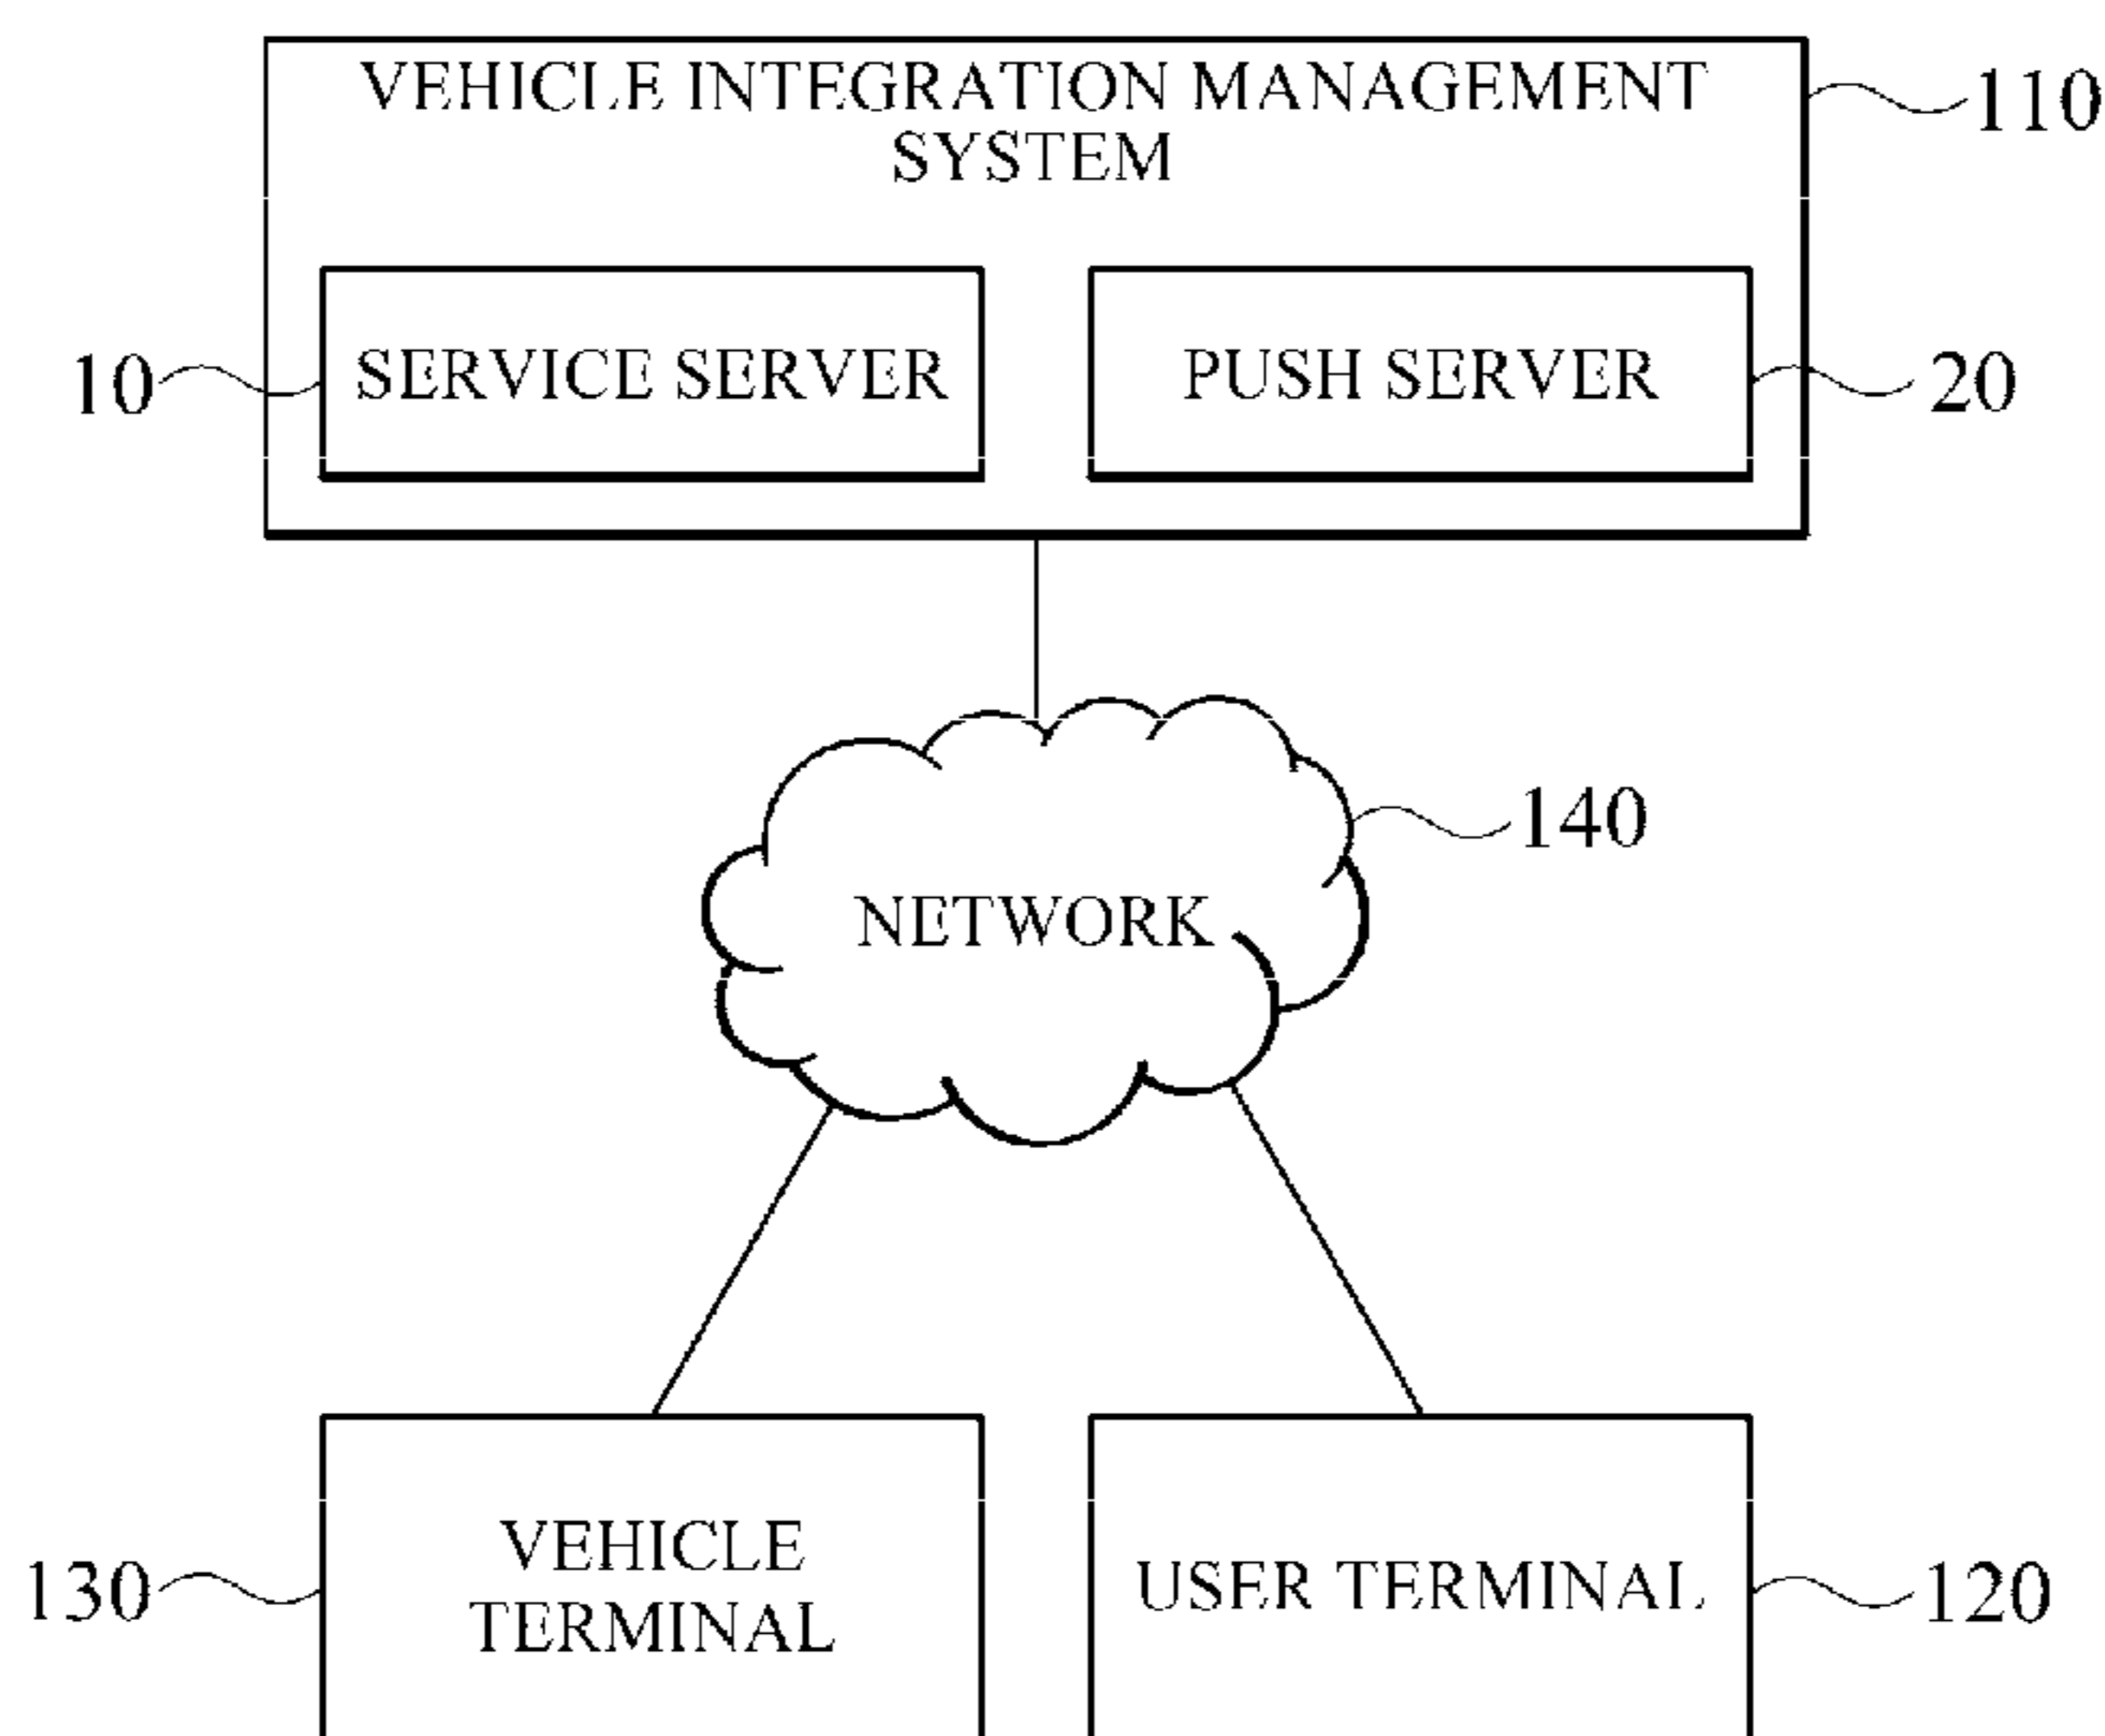 VEHICLE INTEGRATION MANAGEMENT
SYSTEM
110
10
SERVICE SERVER
PUSH SERVER
20
140
NETWORK
130
VEHICLE
TERMINAL
USER TERMINAL
120